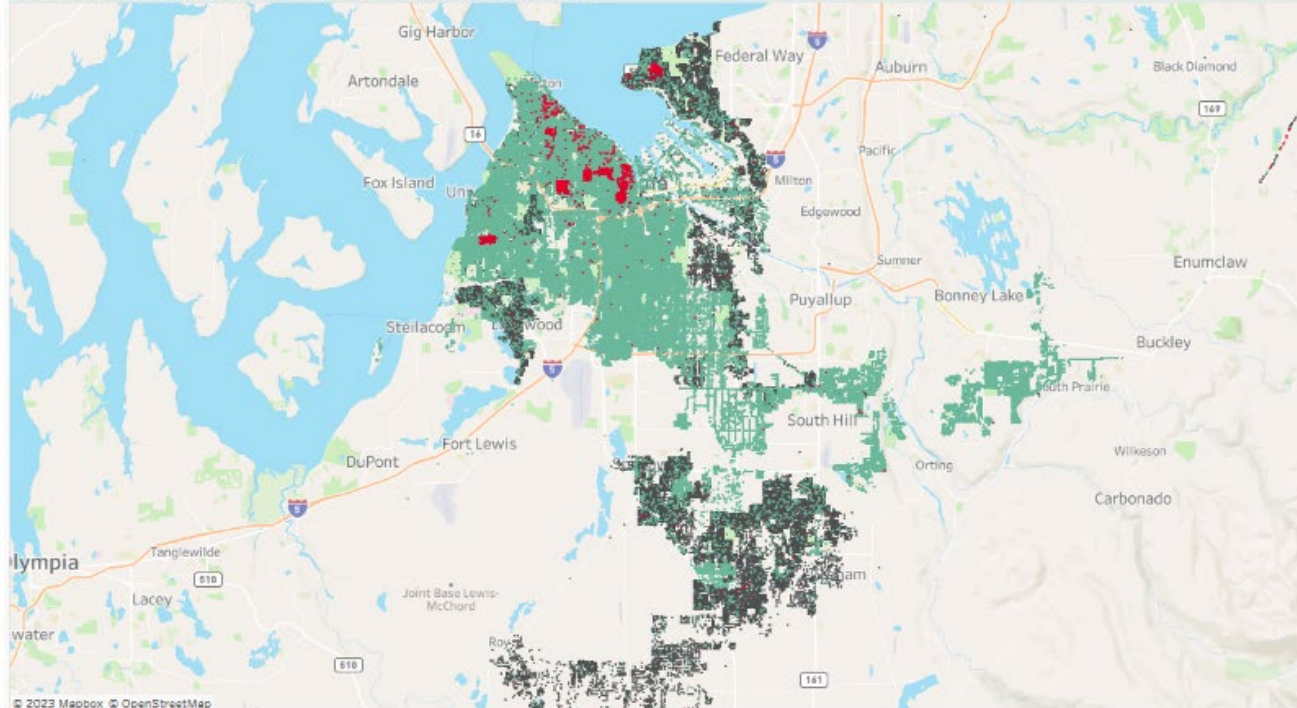 Gig Harbor
Federal Way
5
Auburn
Artondale
Black Diamond
169
16
Pacific
Fox Island
5
Milton
Edgewood
Sumner
Enumclaw
Puyallup
Bonney Lake
Steilacoom
Buckley
5
South Prairie
South Hill
Fort Lewis
Wilkeson
DuPont
Orting
Carbonado
5
Tanglewilde
lympia
510
Joint Base Lewis-
McChord
Lacey
water
Roy
510
161
© 2023 Mapbox © OpenStreetMap